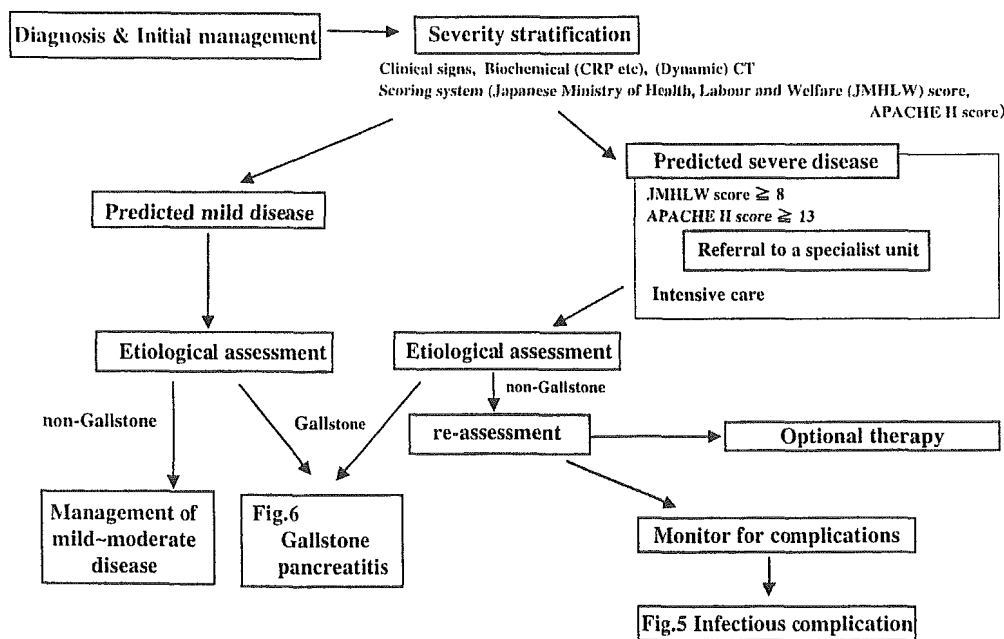 Diagnosis & Initial management
Severity stratification
Clinical signs, Biochemical (CRP etc), (Dynamic) CT
Scoring system (Japanese Ministry of Health, Labour and Welfare (JMHLW) score,
APACHE II score)
Predicted severe disease
JMHLW score ≧ 8
APACHE II score ≧ 13
Referral to a specialist unit
Intensive care
Predicted mild disease
Etiological assessment
Etiological assessment
non-Gallstone
Gallstone
non-Gallstone
re-assessment
Optional therapy
Management of
mild~moderate
disease
Fig.6
Gallstone
pancreatitis
Monitor for complications
Fig.5 Infectious complication